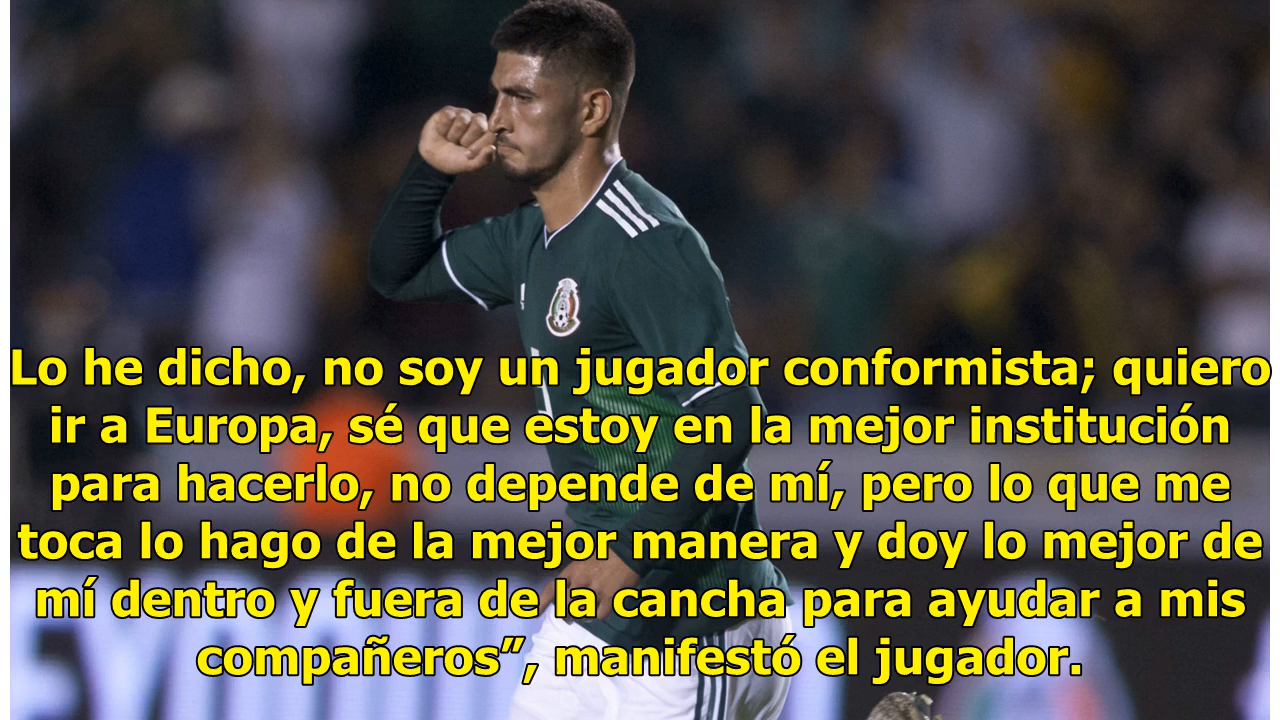 Lo he dicho, no soy un jugador conformista; quiero
ir a Europa, sé que estoy en la mejor institución
para hacerlo, no depende de mí, pero lo que me
toca lo hago de la mejor manera y doy lo mejor de
mí dentro y fuera de la cancha para ayudar a mis
compañeros”, manifestó el jugador.